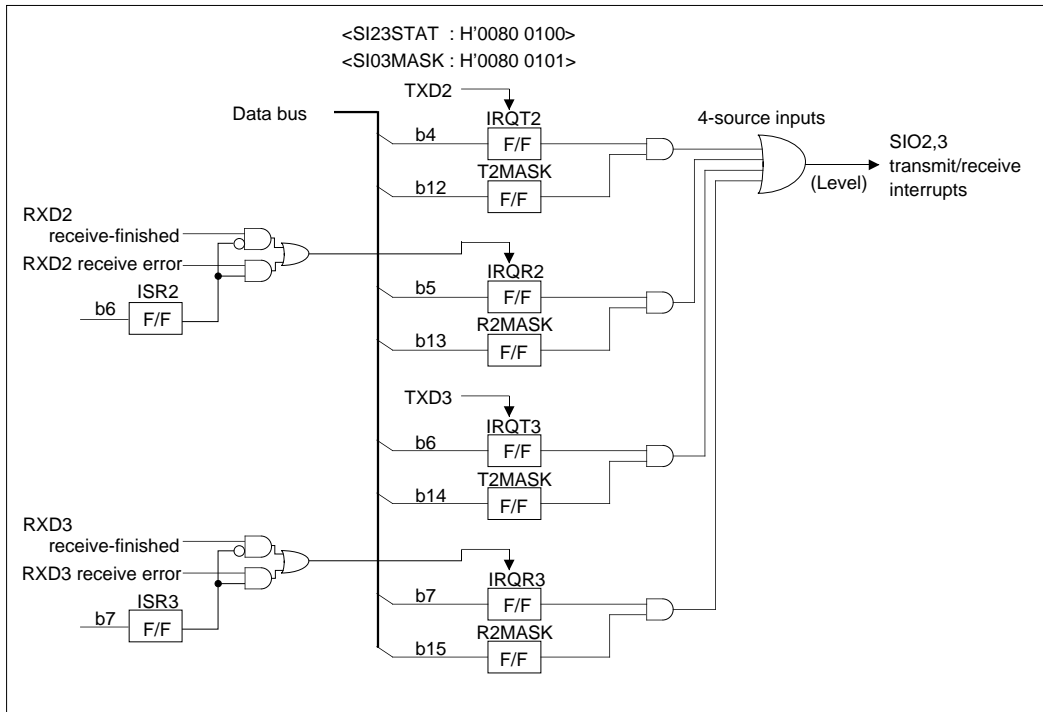 <SI23STAT : H'0080 0100>
<SI03MASK : H'0080 0101>
TXD2
Data bus
IRQT2
b4
F/F
4-source inputs
T2MASK
b12
F/F
(Level)
SIO2,3
transmit/receive
interrupts
RXD2
receive-finished
RXD2 receive error
ISR2
b6
F/F
IRQR2
b5
F/F
R2MASK
b13
F/F
TXD3
IRQT3
b6
F/F
T2MASK
b14
F/F
RXD3
receive-finished
RXD3 receive error
ISR3
b7
F/F
IRQR3
b7
F/F
R2MASK
b15
F/F